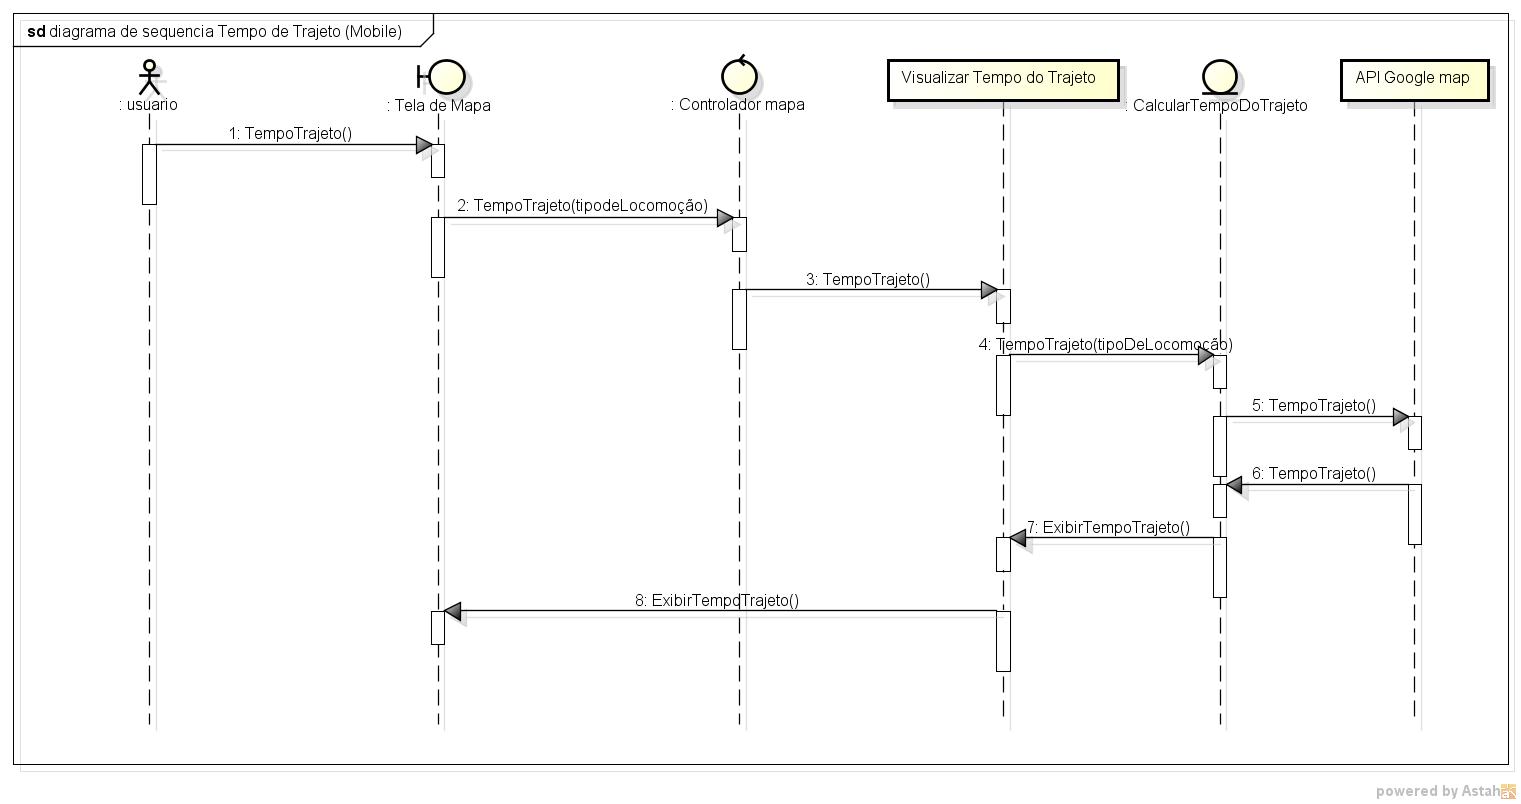 sd diagrama de sequencia Tempo de Trajeto (Mobile)
: usuario
: Tela de Mapa
: Controlador mapa
Visualizar Tempo do Trajeto
: CalcularTempoDoTrajeto
API Google map
1: TempoTrajeto()
2: TempoTrajeto(tipodeLocomoção)
3: TempoTrajeto()
4: TempoTrajeto(tipoDeLocomoção)
5: TempoTrajeto()
6: TempoTrajeto()
7: ExibirTempoTrajeto()
8: ExibirTempoTrajeto()
powered by Astah